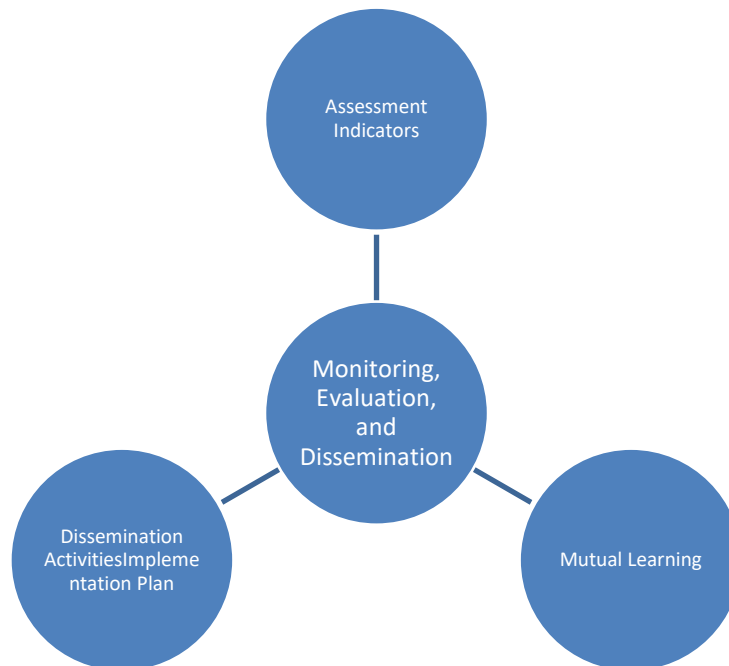 Assessment
Indicators
Monitoring,
Evaluation,
and
Dissemination
Dissemination
ActivitiesImpleme
ntation Plan
Mutual Learning